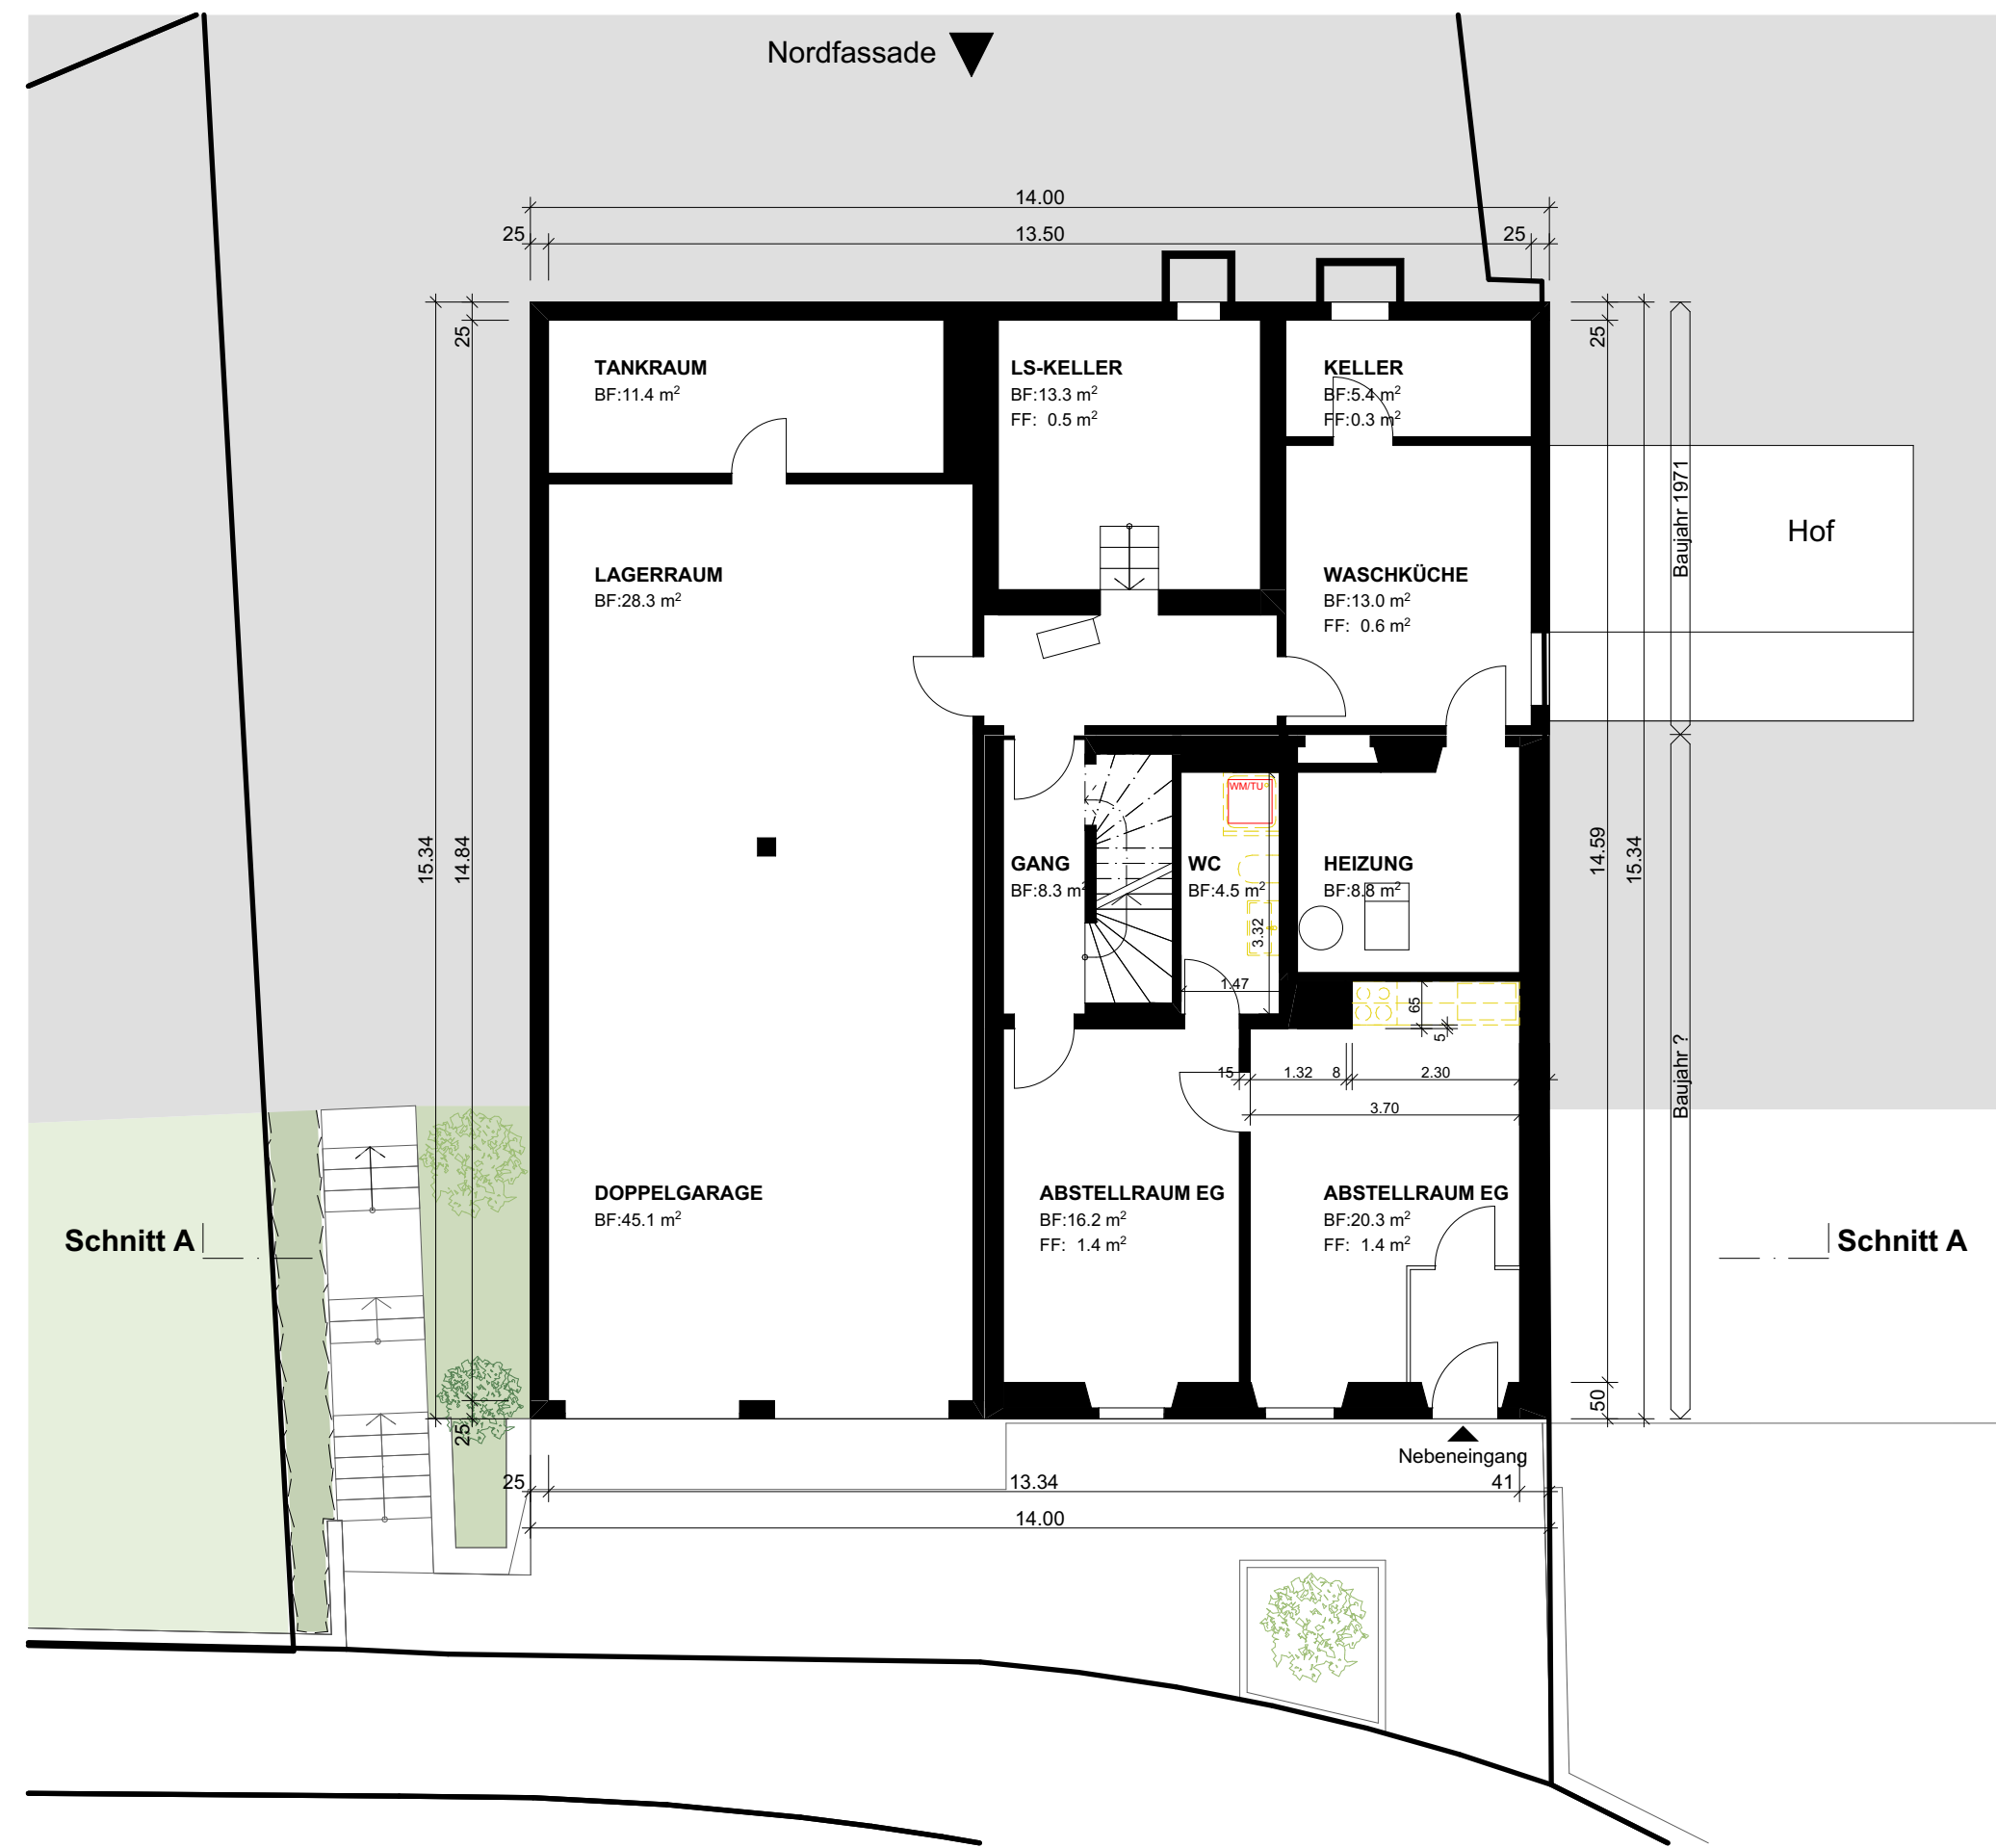 Nordfassade
14.00
25
13.50
25
25
25
TANKRAUM
BF:11.4 m²
LS-KELLER
BF:13.3 m²
FF: 0.5 m²
KELLER
BF:5.4 m²
FF:0.3 m²
Baujahr 1971
Hof
LAGERRAUM
BF:28.3 m²
WASCHKÜCHE
BF:13.0 m²
FF: 0.6 m²
WM/TU
15.34
14.84
GANG
BF:8.3 m²
WC
BF:4.5 m²
3.32
1.47
HEIZUNG
BF:8.8 m²
14.59
15.34
65
5
15
1.32
8
2.30
3.70
Baujahr ?
DOPPELGARAGE
BF:45.1 m²
ABSTELLRAUM EG
BF:16.2 m²
FF: 1.4 m²
ABSTELLRAUM EG
BF:20.3 m²
FF: 1.4 m²
Schnitt A
Schnitt A
50
25
Nebeneingang
25
13.34
41
14.00